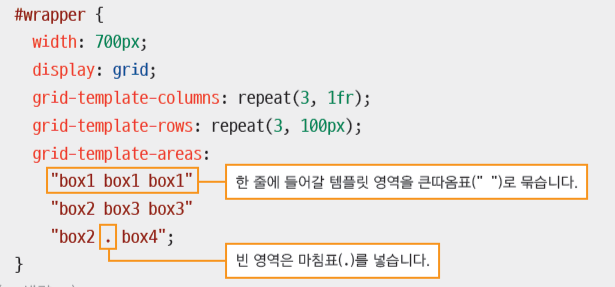 #wrapper {
width: 700px;
display: grid;
grid-template-columns: repeat(3, 1fr);
grid-template-rows: repeat(3, 100px);
grid-template-areas:
"box1 box1 box1"
한 줄에 들어갈 템플릿 영역을 큰따옴표(" ")로 묶습니다.
"box2 box3 box3"
"box2 . box4";
빈 영역은 마침표(.)를 넣습니다.
}